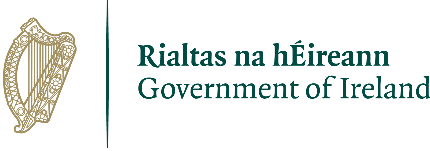 Rialtas na hÉireann
Government of Ireland